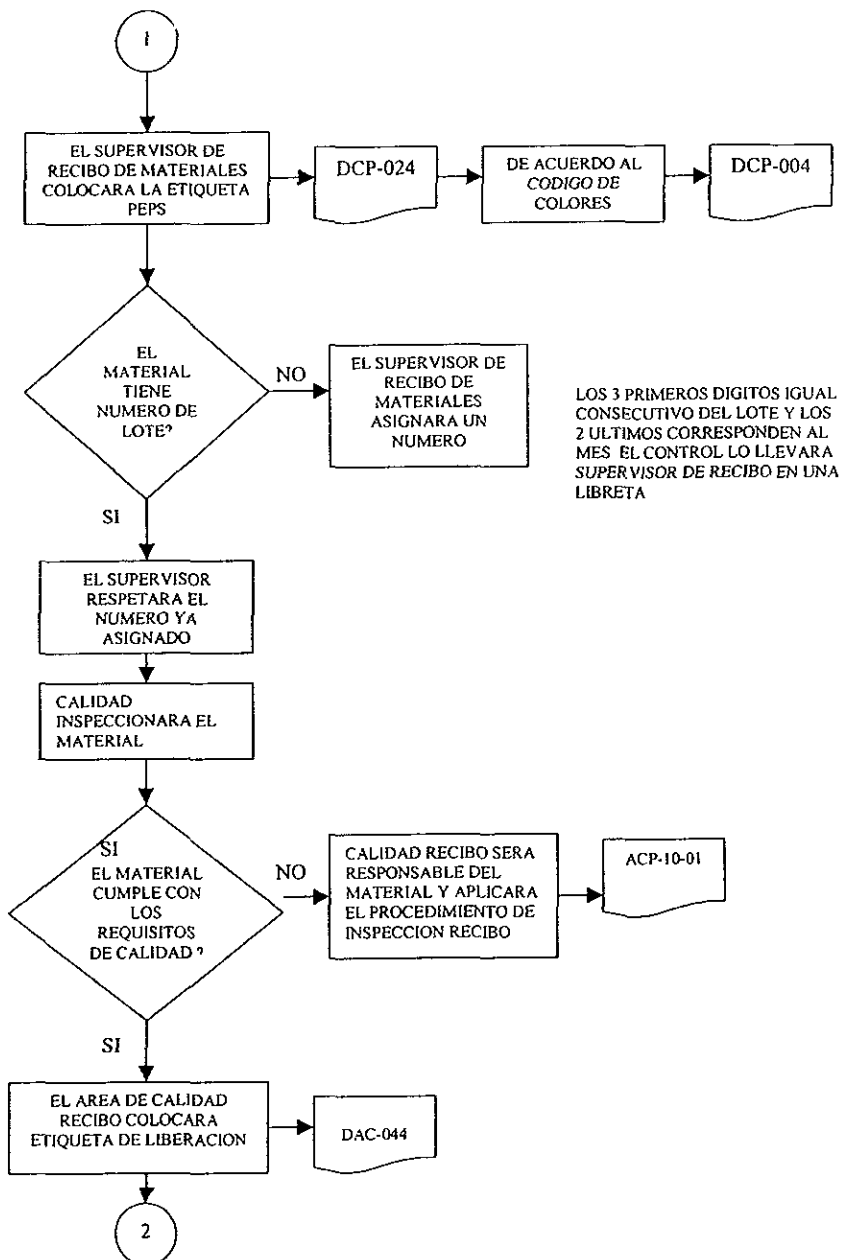 1
EL SUPERVISOR DE
RECIBO DE MATERIALES
COLOCARA LA ETIQUETA
PEPS
DCP-024
DE ACUERDO AL
CODIGO DE
COLORES
DCP-004
EL
MATERIAL
TIENE
NUMERO DE
LOTE?
NO
EL SUPERVISOR DE
RECIBO DE
MATERIALES
ASIGNARA UN
NUMERO
LOS 3 PRIMEROS DIGITOS IGUAL
CONSECUTIVO DEL LOTE Y LOS
2 ULTIMOS CORRESPONDEN AL
MES EL CONTROL LO LLEVARA
SUPERVISOR DE RECIBO EN UNA
LIBRETA
SI
EL SUPERVISOR
RESPETARA EL
NUMERO YA
ASIGNADO
CALIDAD
INSPECCIONARA EL
MATERIAL
SI
EL MATERIAL
CUMPLE CON
LOS
REQUISITOS
DE CALIDAD ?
NO
CALIDAD RECIBO SERA
RESPONSABLE DEL
MATERIAL Y APLICARA
EL PROCEDIMIENTO DE
INSPECCION RECIBO
ACP-10-01
SI
EL AREA DE CALIDAD
RECIBO COLOCARA
ETIQUETA DE LIBERACION
DAC-044
2